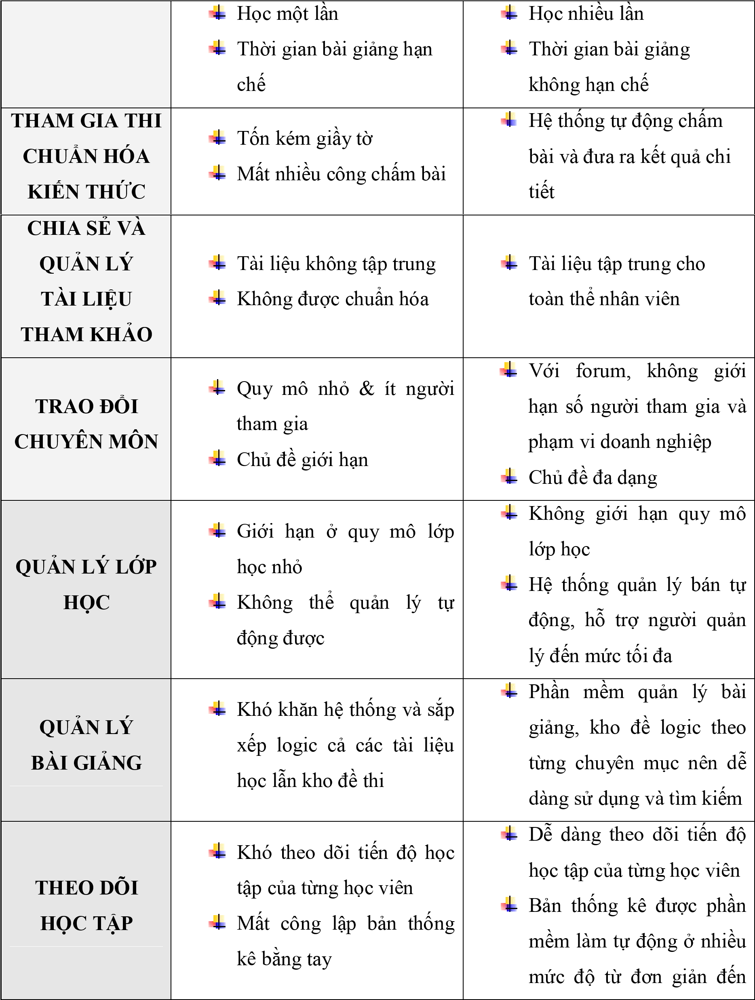 Học một lần
Thời gian bài giảng hạn
chế
Học nhiều lần
Thời gian bài giảng
không hạn chế
THAM GIA THI
CHUẨN HÓA
KIẾN THỨC
Tốn kém giầy tờ
Mất nhiều công chấm bài
Hệ thống tự động chấm
bài và đưa ra kết quả chi
tiết
CHIA SẺ VÀ
QUẢN LÝ
TÀI LIỆU
THAM KHẢO
Tài liệu không tập trung
Không được chuẩn hóa
Tài liệu tập trung cho
toàn thể nhân viên
TRAO ĐỔI
CHUYÊN MÔN
Quy mô nhỏ & ít người
tham gia
Chủ đề giới hạn
Với forum, không giới
hạn số người tham gia và
phạm vi doanh nghiệp
Chủ đề đa dạng
QUẢN LÝ LỚP
HỌC
Giới hạn ở quy mô lớp
học nhỏ
Không thể quản lý tự
động được
Không giới hạn quy mô
lớp học
Hệ thống quản lý bán tự
động, hỗ trợ người quản
lý đến mức tối đa
QUẢN LÝ
BÀI GIẢNG
Khó khăn hệ thống và sắp
xếp logic cả các tài liệu
học lẫn kho đề thi
Phần mềm quản lý bài
giảng, kho đề logic theo
từng chuyên mục nên dễ
dàng sử dụng và tìm kiếm
THEO DÕI
HỌC TẬP
Khó theo dõi tiến độ học
tập của từng học viên
Mất công lập bản thống
kê bằng tay
Dễ dàng theo dõi tiến độ
học tập của từng học viên
Bản thống kê được phần
mềm làm tự động ở nhiều
mức độ từ đơn giản đến